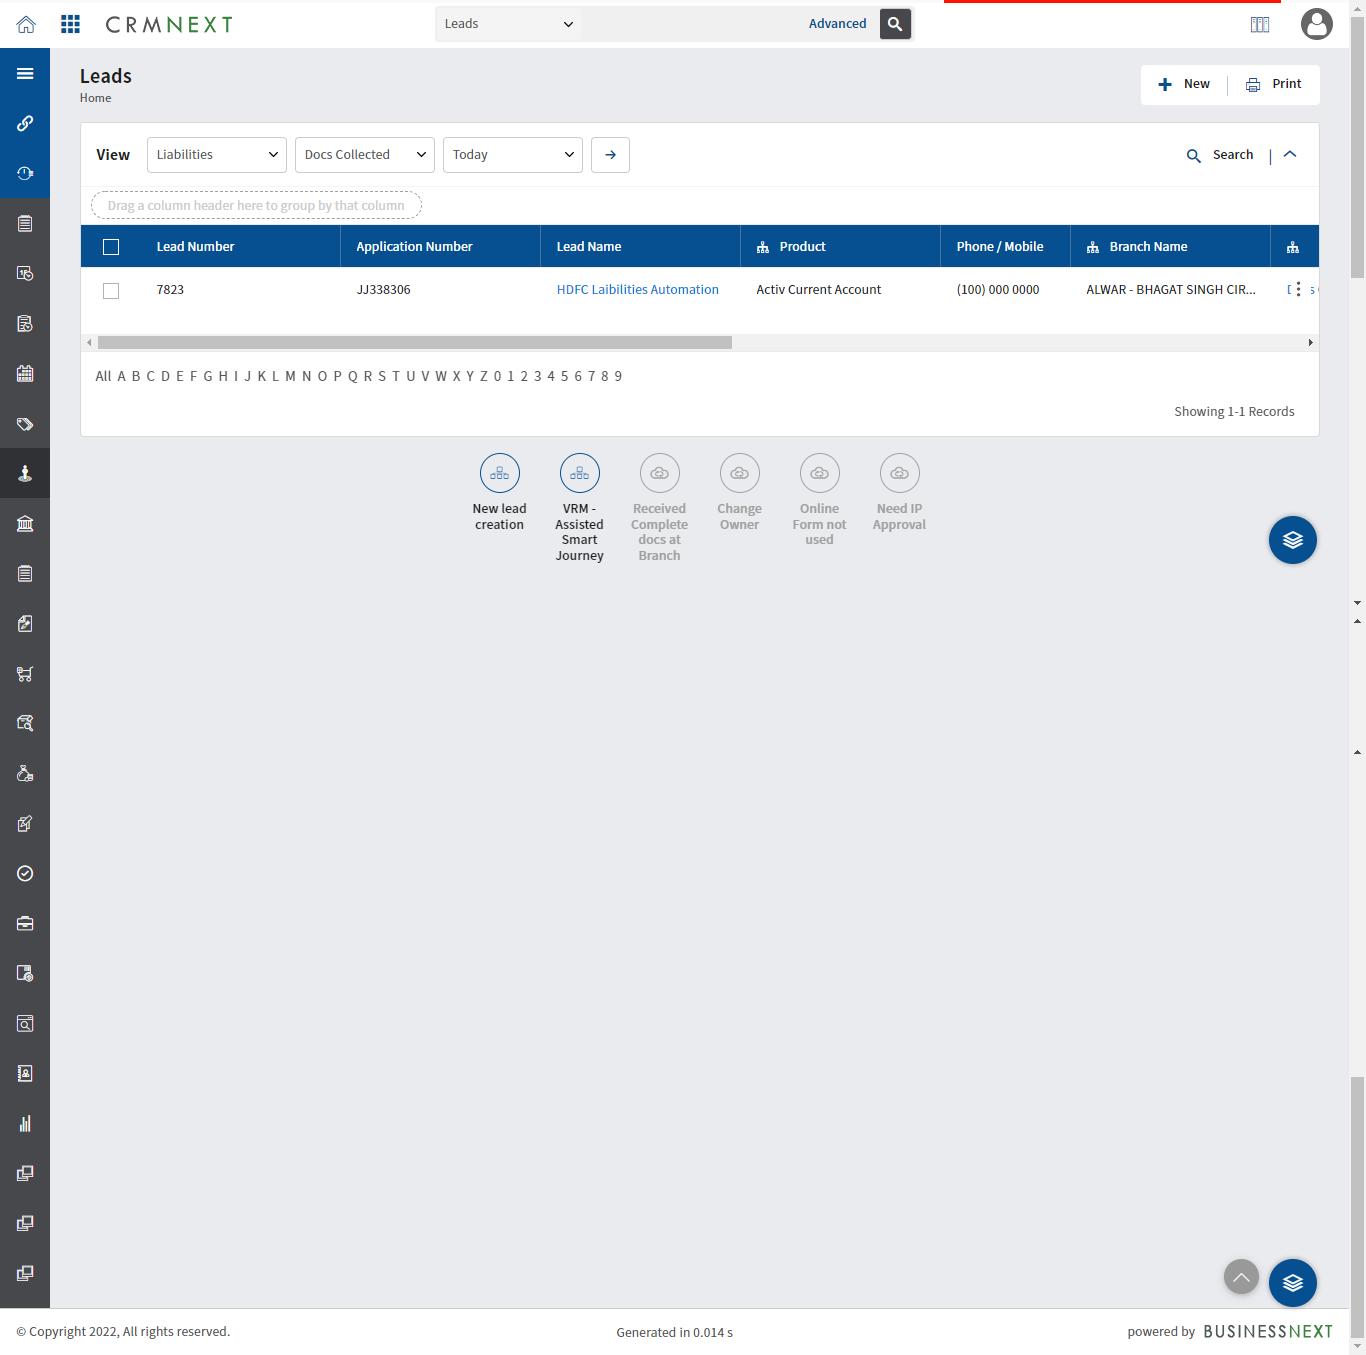 CRMNEXT
Leads
Advanced
Leads
Home
New
Print
View
Liabilities
Docs Collected
Today
Search
Drag a column header here to group by that column
Lead Number
Application Number
Lead Name
Product
Phone / Mobile
Branch Name
7823
JJ338306
HDFC Laibilities Automation
Activ Current Account
(100) 000 0000
ALWAR - BHAGAT SINGH CIR...
All A B C D E F G H I J K L M N O P Q R S T U V W X Y Z 0 1 2 3 4 5 6 7 8 9
Showing 1-1 Records
New lead
creation
VRM -
Assisted
Smart
Journey
Received
Complete
docs at
Branch
Change
Owner
Online
Form not
used
Need IP
Approval
© Copyright 2022, All rights reserved.
Generated in 0.014 s
powered by BUSINESSNEXT